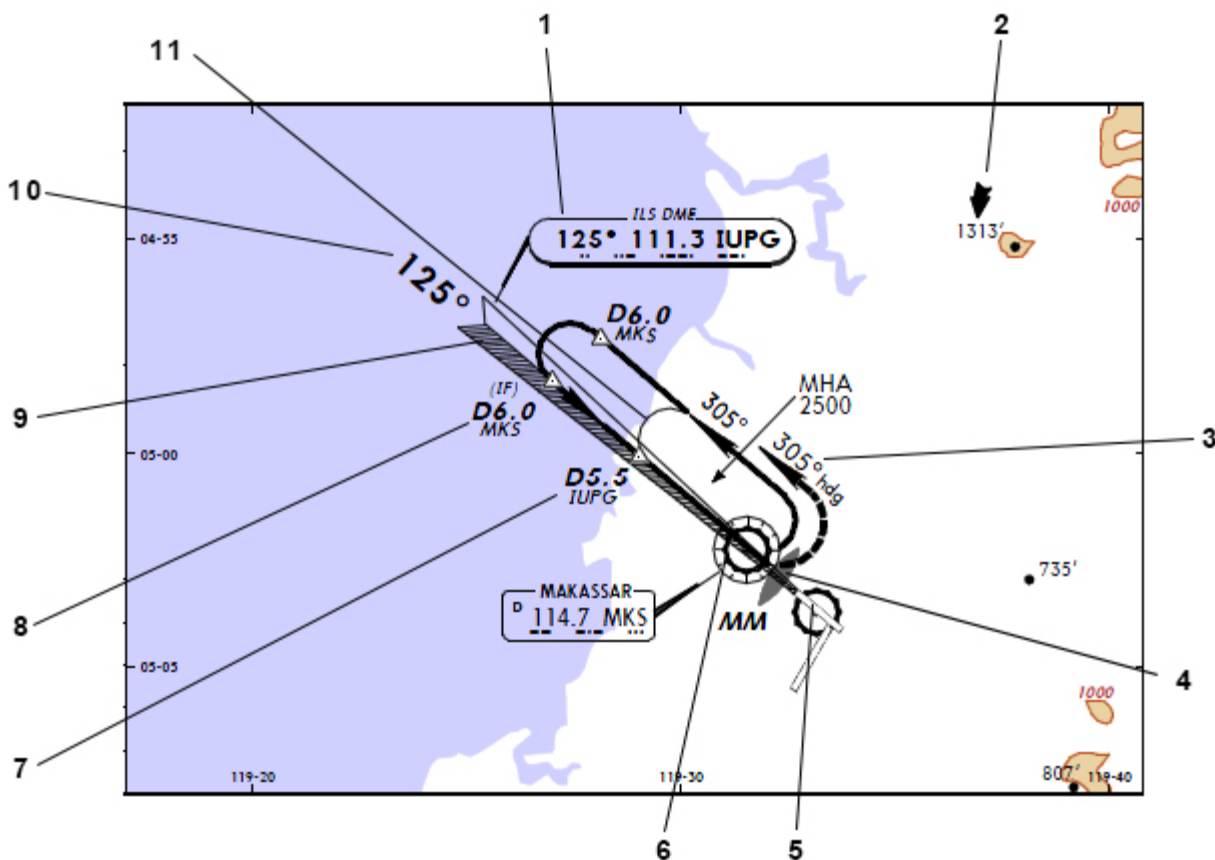 1
2
11
10
ILS DME
125° 111.3 IUPG
1000
1313'
04-55
125°
D6.0
MKS
9
(IF)
D6.0
MKS
MHA
2500
305°
305° hdg
3
05-00
D5.5
IUPG
8
735'
MAKASSAR
D 114.7 MKS
MM
05-05
4
1000
7
119-20
119-30
807'
119-40
6
5